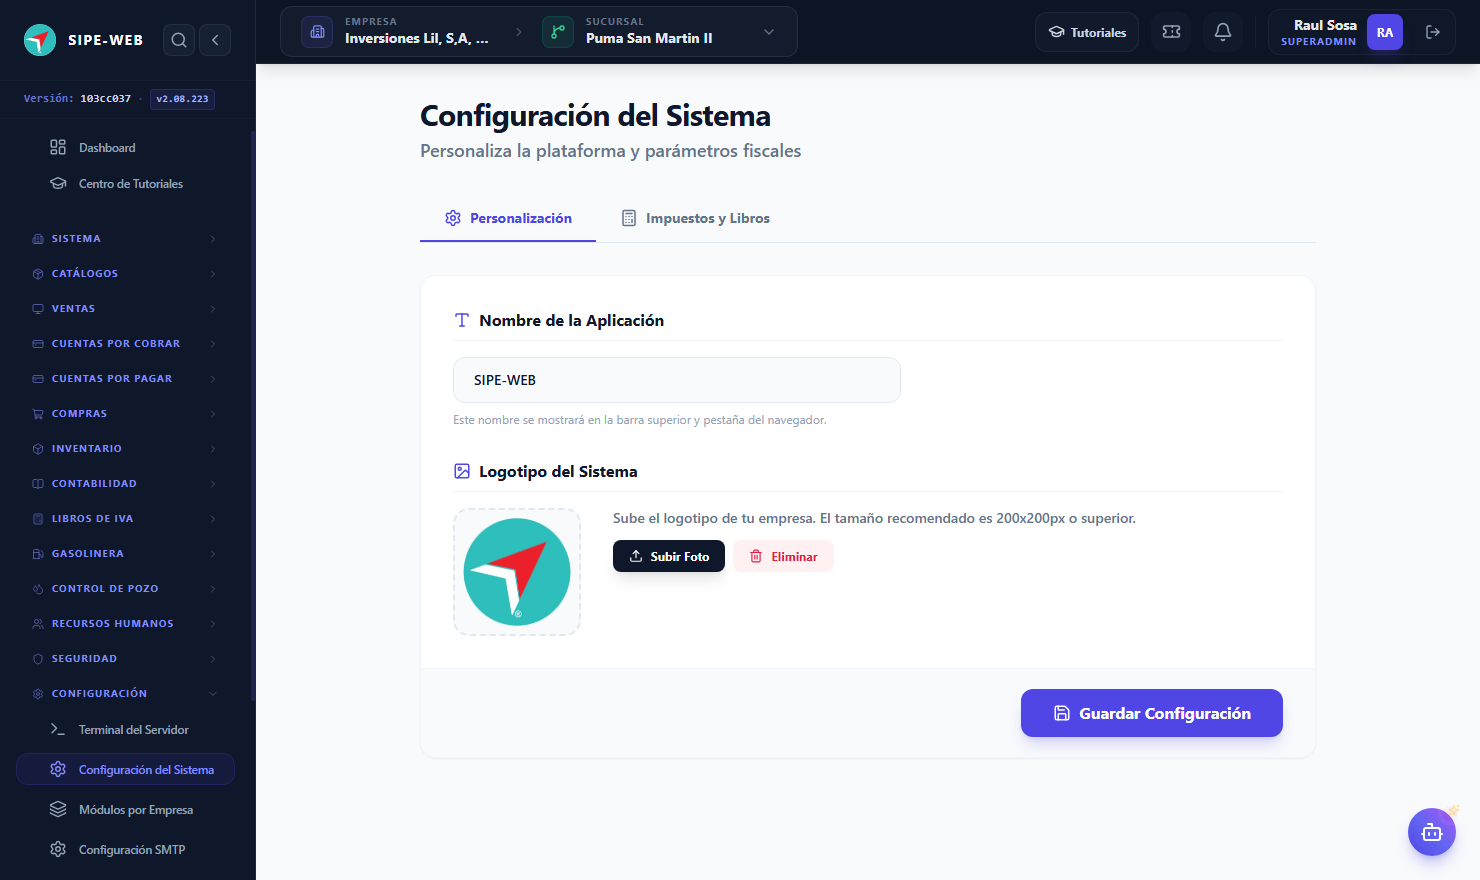 SIPE-WEB
Versión: 103cc037 · v2.08.223
Dashboard
Centro de Tutoriales
SISTEMA
CATÁLOGOS
VENTAS
CUENTAS POR COBRAR
CUENTAS POR PAGAR
COMPRAS
INVENTARIO
CONTABILIDAD
LIBROS DE IVA
GASOLINERA
CONTROL DE POZO
RECURSOS HUMANOS
SEGURIDAD
CONFIGURACIÓN
Terminal del Servidor
Configuración del Sistema
Módulos por Empresa
Configuración SMTP
EMPRESA
Inversiones Lil, S,A, ...
SUCURSAL
Puma San Martin II
Tutoriales
Raul Sosa
SUPERADMIN
RA
Configuración del Sistema
Personaliza la plataforma y parámetros fiscales
Personalización
Impuestos y Libros
Nombre de la Aplicación
SIPE-WEB
Este nombre se mostrará en la barra superior y pestaña del navegador.
Logotipo del Sistema
®
Sube el logotipo de tu empresa. El tamaño recomendado es 200x200px o superior.
Subir Foto
Eliminar
Guardar Configuración